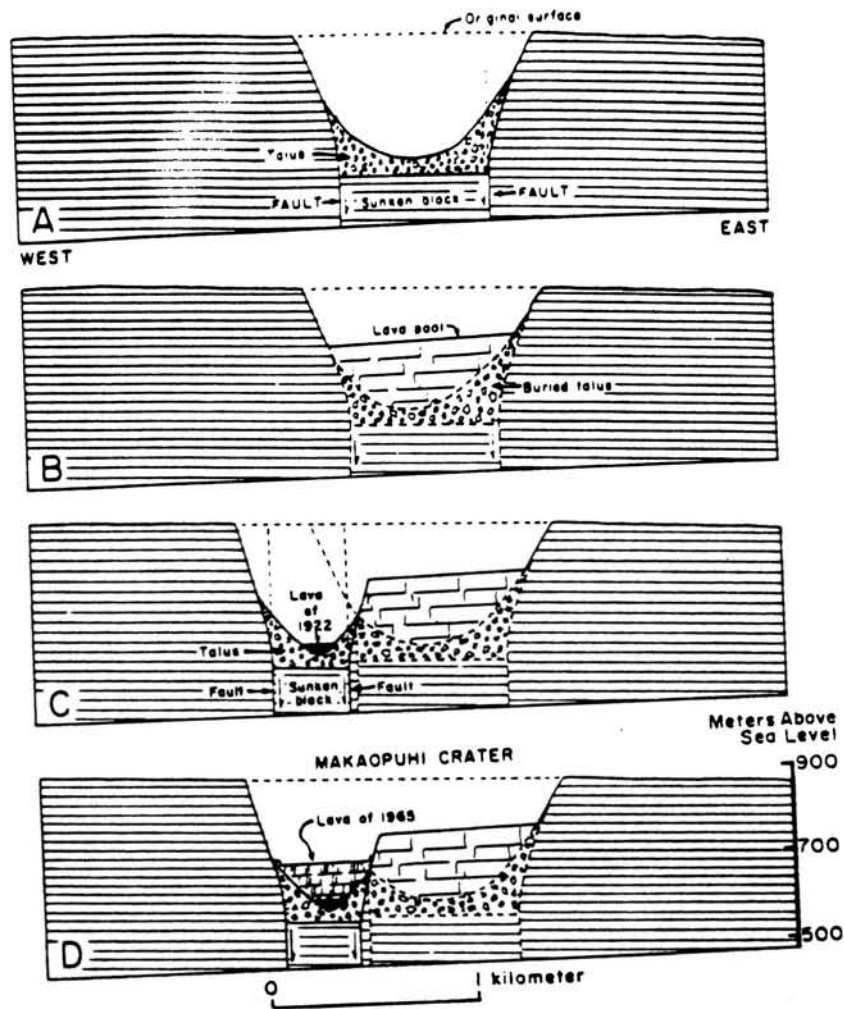 Original surface
Talus
FAULT
Sunken block
FAULT
A
WEST
EAST
Lava pool
Buried talus
B
Lava
of
1922
Talus
Fault
Sunken
block
Fault
C
Meters Above
Sea Level
MAKAOPUHI CRATER
900
Lava of 1965
700
500
D
0
1 kilometer